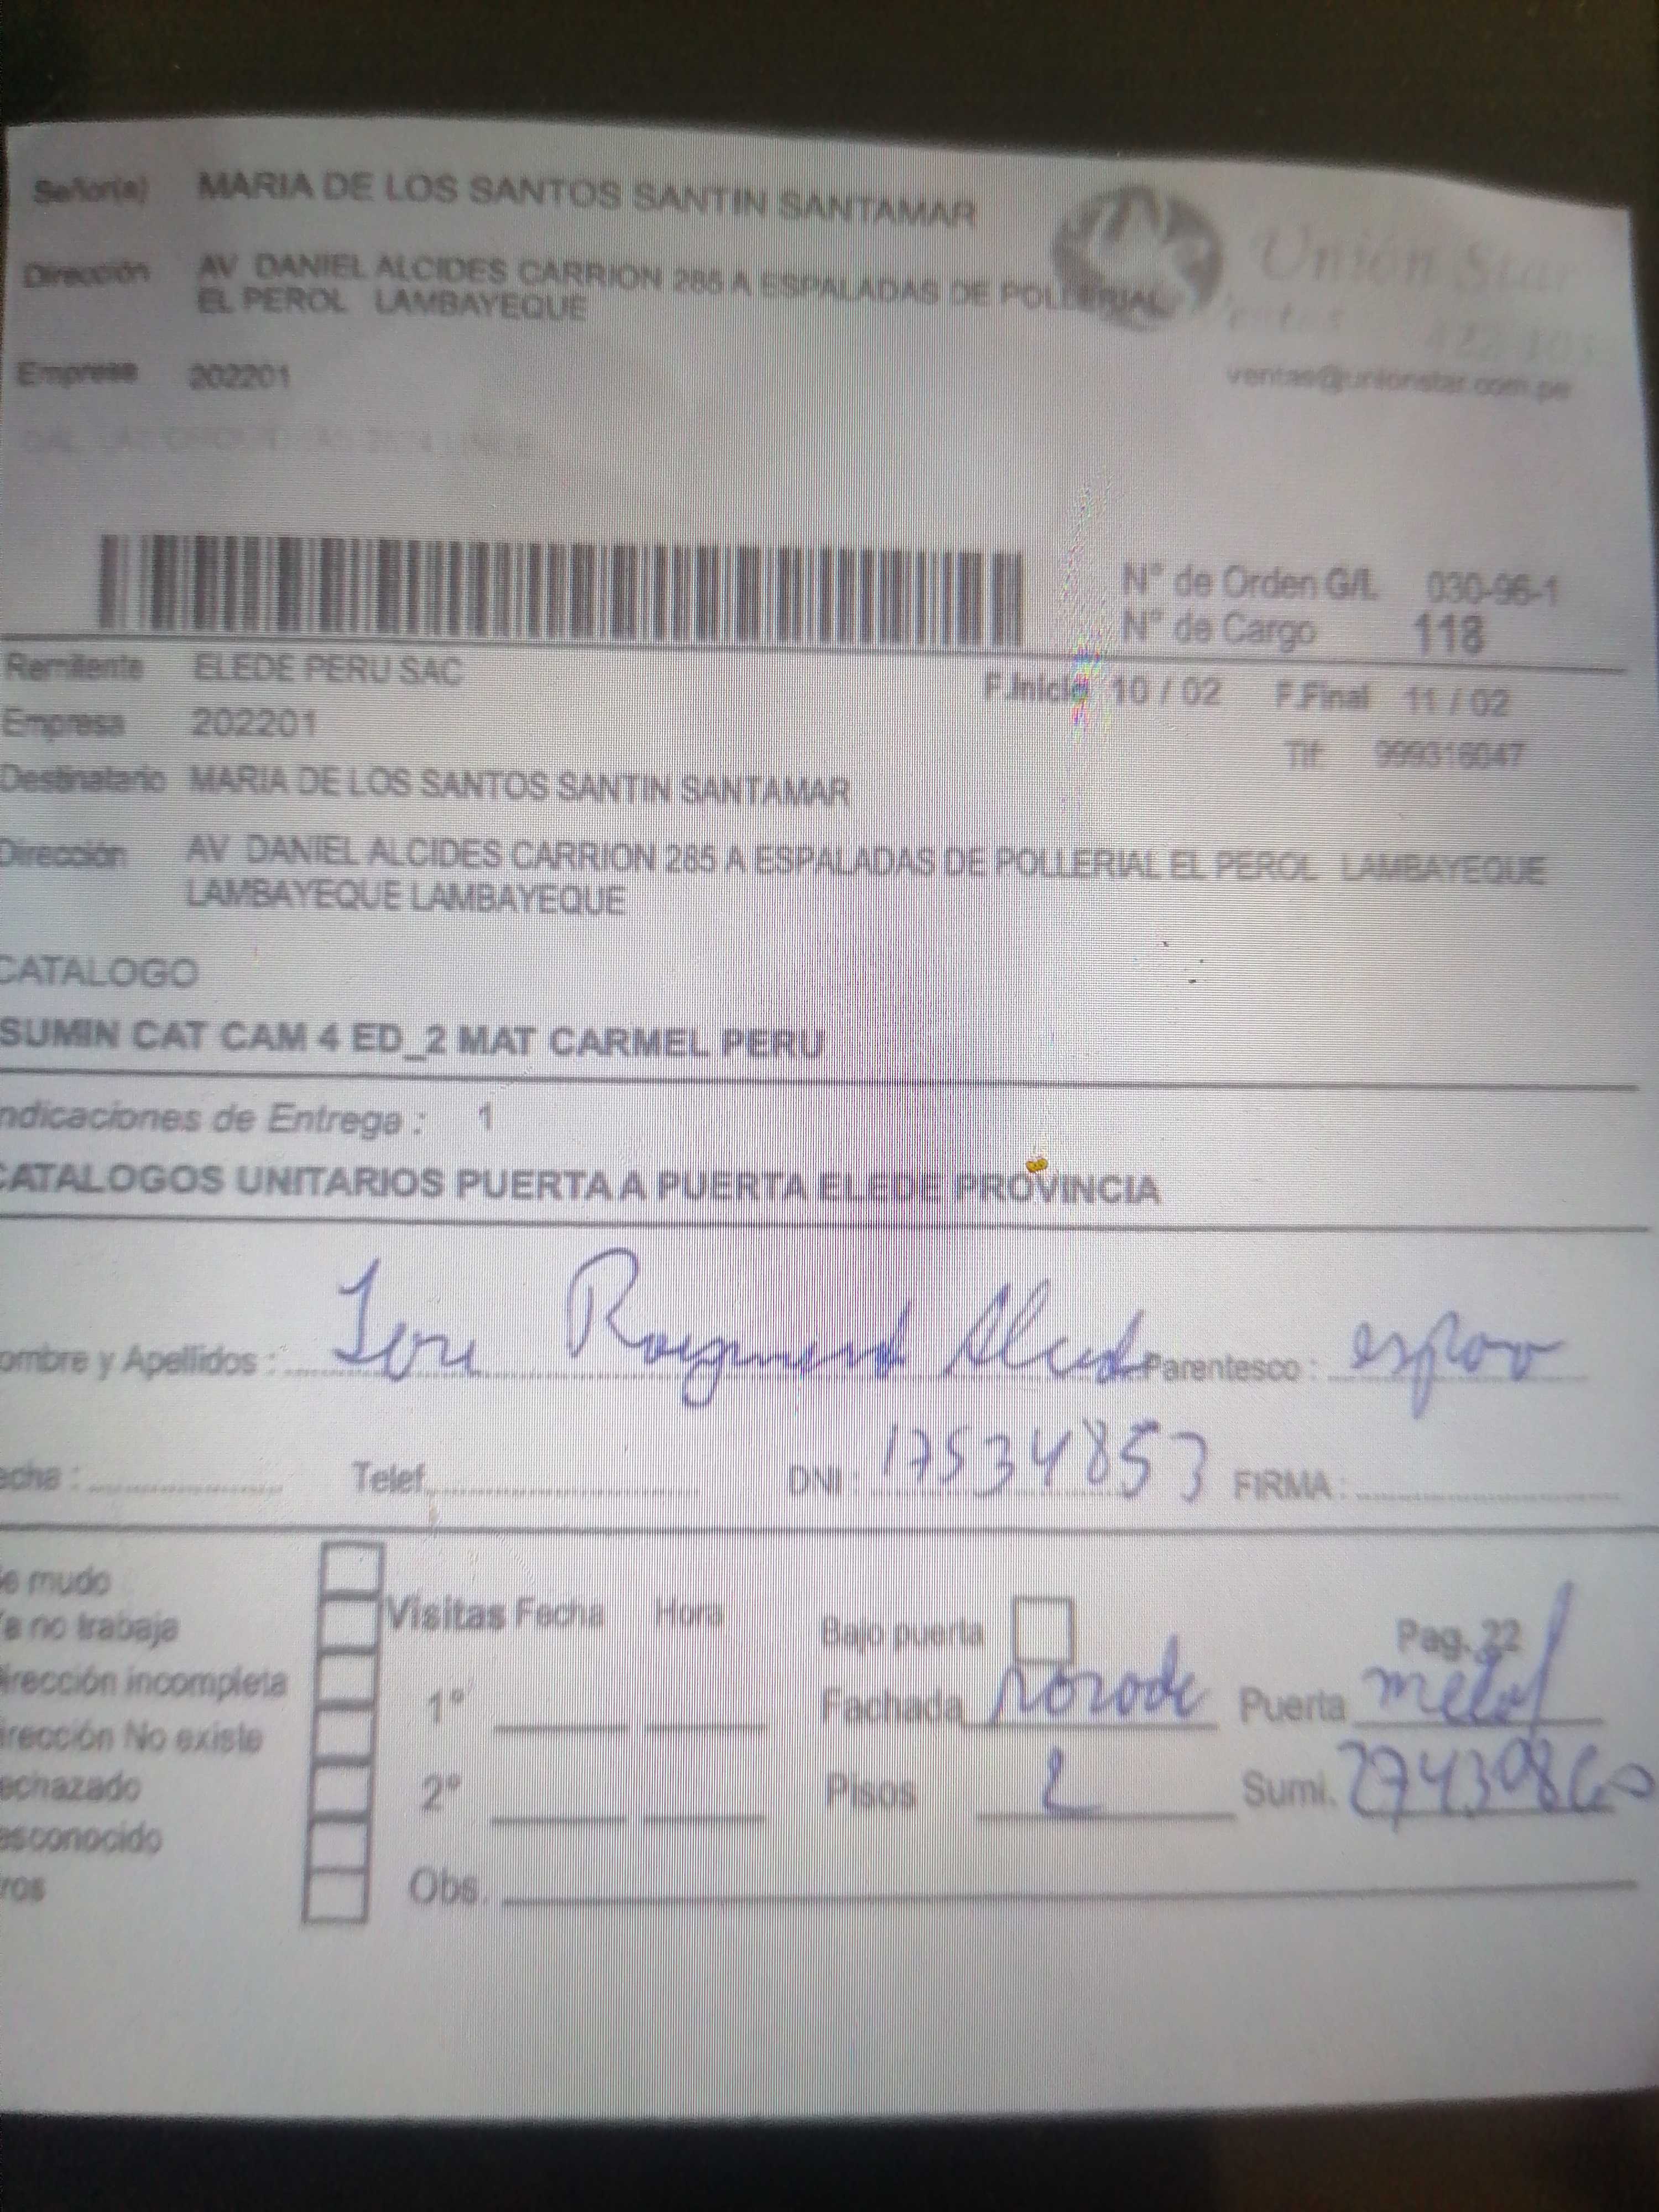 Señor(a) MARIA DE LOS SANTOS SANTIN SANTAMAR
Unión Star
Dirección AV DANIEL ALCIDES CARRION 285 A ESPALADAS DE POLLERIAL
EL PEROL LAMBAYEQUE
Empresa 202201
ventas@unionstar.com.pe
N° de Orden G/L 030-96-1
N° de Cargo 118
Remitente ELEDE PERU SAC
F.Inicio 10 / 02 F.Final 11 / 02
Empresa 202201
Tlf. 999316047
Destinatario MARIA DE LOS SANTOS SANTIN SANTAMAR
Dirección AV DANIEL ALCIDES CARRION 285 A ESPALADAS DE POLLERIAL EL PEROL LAMBAYEQUE
LAMBAYEQUE LAMBAYEQUE
CATALOGO
SUMIN CAT CAM 4 ED_2 MAT CARMEL PERU
ndicaciones de Entrega : 1
CATALOGOS UNITARIOS PUERTA A PUERTA ELEDE PROVINCIA
ombre y Apellidos : Parentesco : esposo
echa : Telef. DNI : 17534853 FIRMA :
e mudo
a no trabaja
Visitas Fecha Hora Bajo puerta Pag. 22
irección incompleta
1° Fachada Puerta metal
irección No existe
echazado
2° Pisos 2 Sumi.
esconocido
ros
Obs.